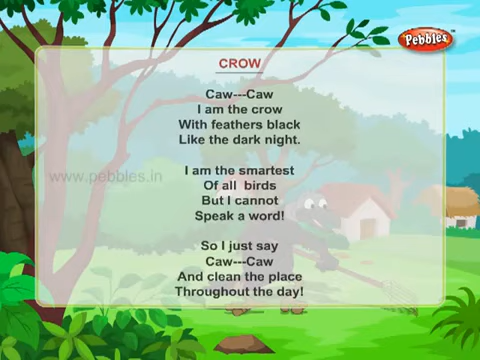 Pebbles
CROW
Caw---Caw
I am the crow
With feathers black
Like the dark night.
I am the smartest
Of all birds
But I cannot
Speak a word!
www.pebbles.in
So I just say
Caw---Caw
And clean the place
Throughout the day!